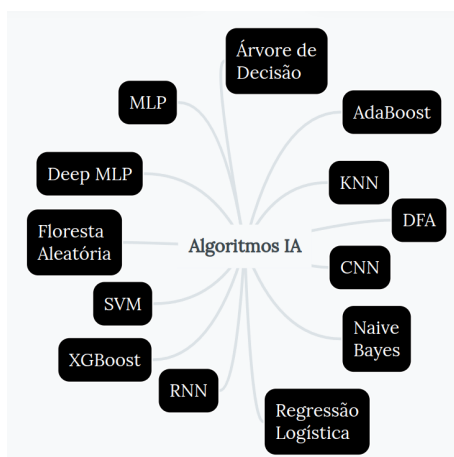 Árvore de
Decisão
MLP
AdaBoost
Deep MLP
KNN
DFA
Floresta
Aleatória
Algoritmos IA
CNN
SVM
Naive
Bayes
XGBoost
RNN
Regressão
Logística